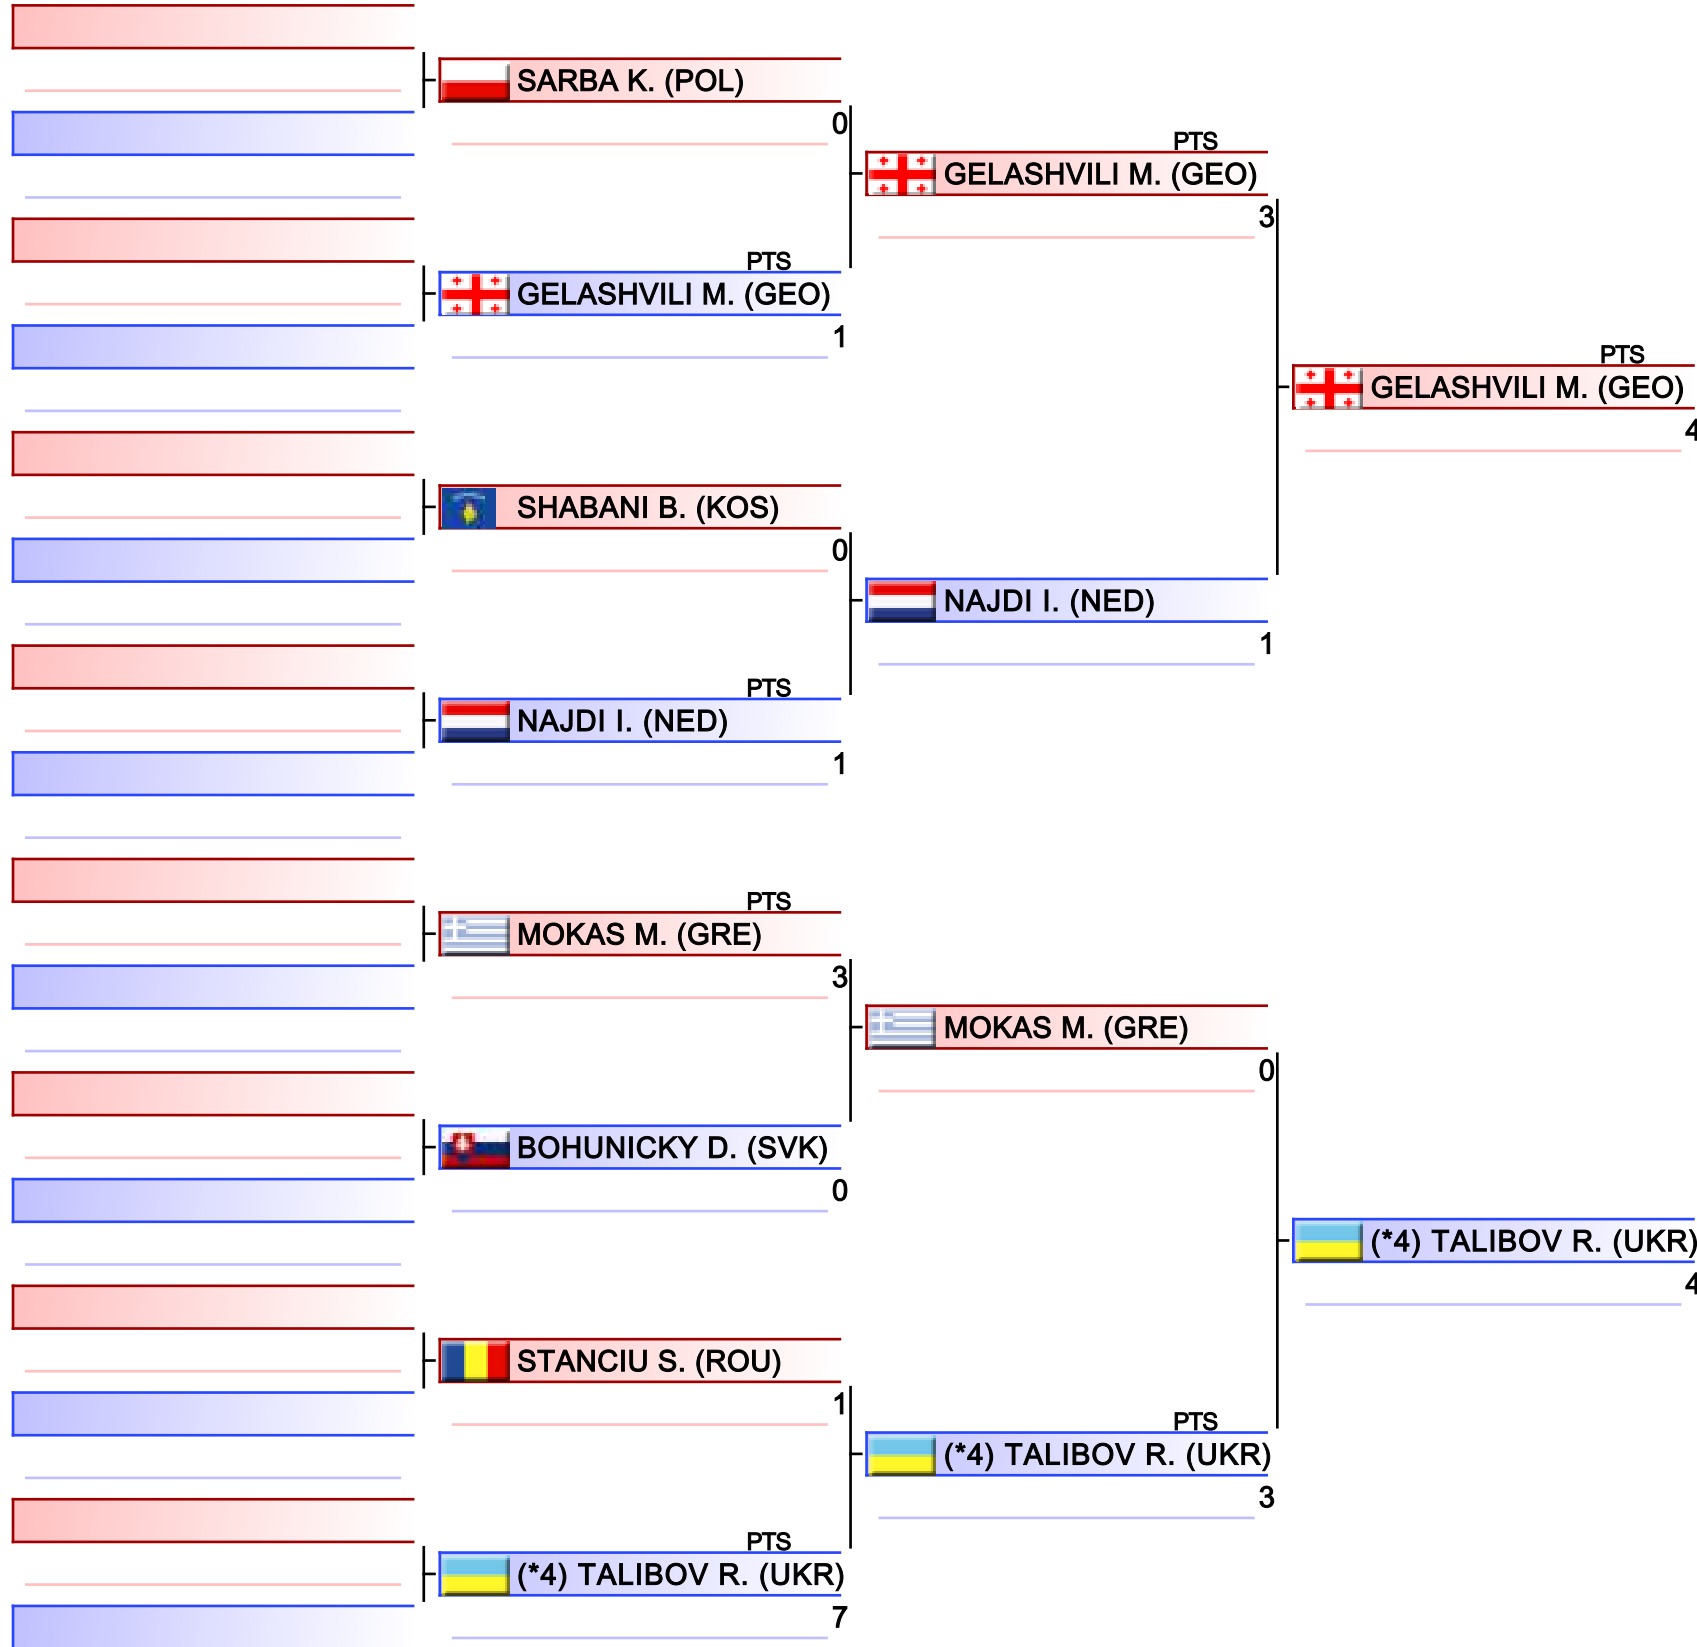 SARBA K. (POL)
0
PTS
GELASHVILI M. (GEO)
1
SHABANI B. (KOS)
0
PTS
NAJDI I. (NED)
1
PTS
MOKAS M. (GRE)
3
BOHUNICKY D. (SVK)
0
STANCIU S. (ROU)
1
PTS
(*4) TALIBOV R. (UKR)
7
PTS
GELASHVILI M. (GEO)
3
NAJDI I. (NED)
1
MOKAS M. (GRE)
0
PTS
(*4) TALIBOV R. (UKR)
3
PTS
GELASHVILI M. (GEO)
4
(*4) TALIBOV R. (UKR)
4